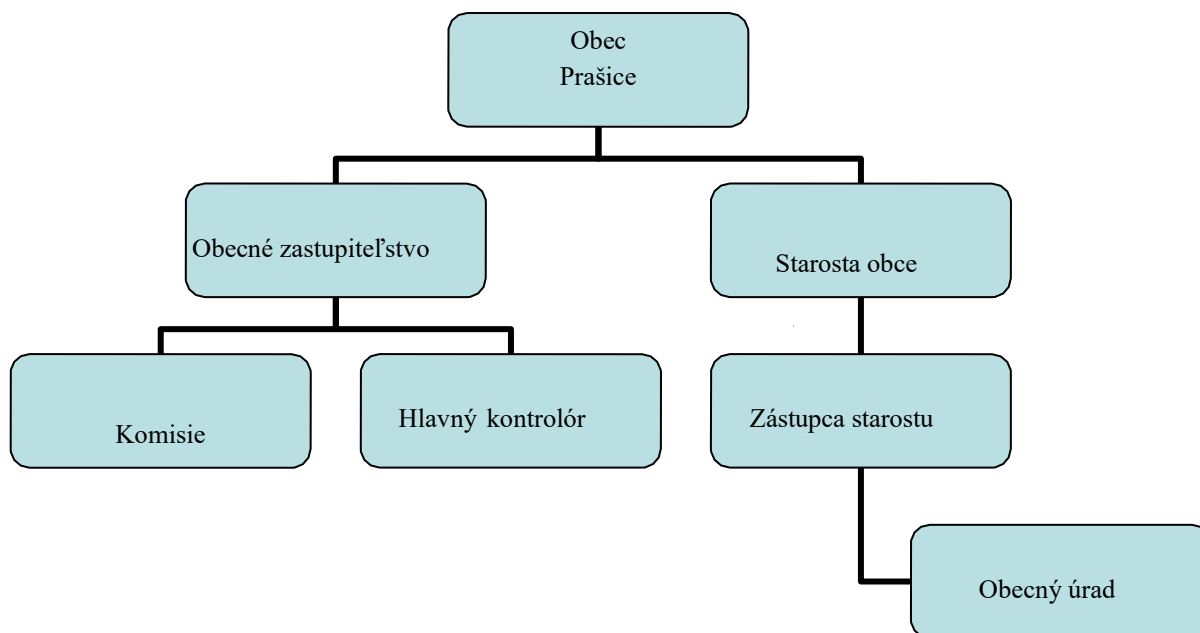 Obec
Prašice
Obecné zastupiteľstvo
Starosta obce
Komisie
Hlavný kontrolór
Zástupca starostu
Obecný úrad